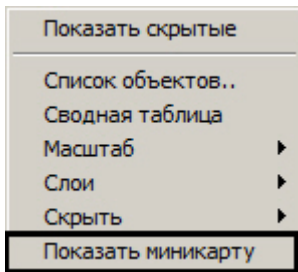 Показать скрытые
Список объектов..
Сводная таблица
Масштаб
Слои
Скрыть
Показать миникарту